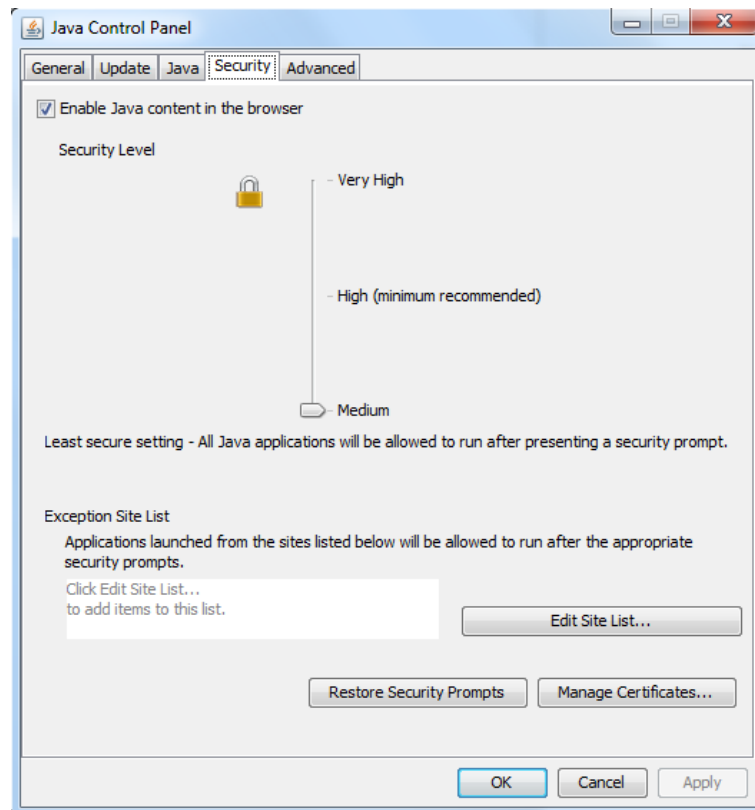 Java Control Panel
General Update Java Security Advanced
Enable Java content in the browser
Security Level
Very High
High (minimum recommended)
Medium
Least secure setting - All Java applications will be allowed to run after presenting a security prompt.
Exception Site List
Applications launched from the sites listed below will be allowed to run after the appropriate
security prompts.
Click Edit Site List...
to add items to this list.
Edit Site List...
Restore Security Prompts Manage Certificates...
OK Cancel Apply